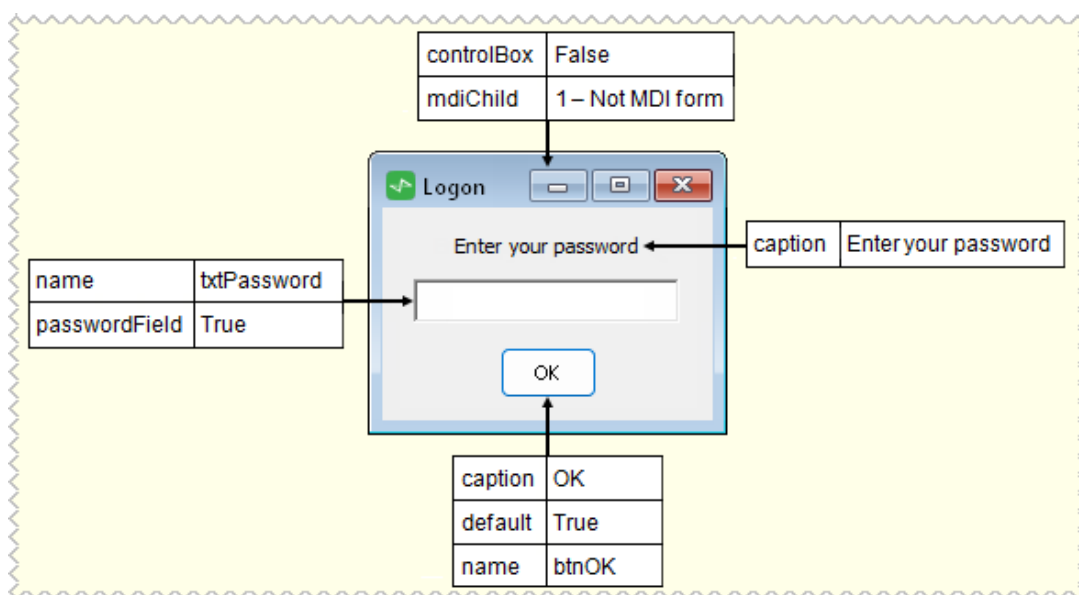 controlBox False
mdiChild 1 – Not MDI form
Logon
Enter your password
caption Enter your password
name txtPassword
passwordField True
OK
caption OK
default True
name btnOK